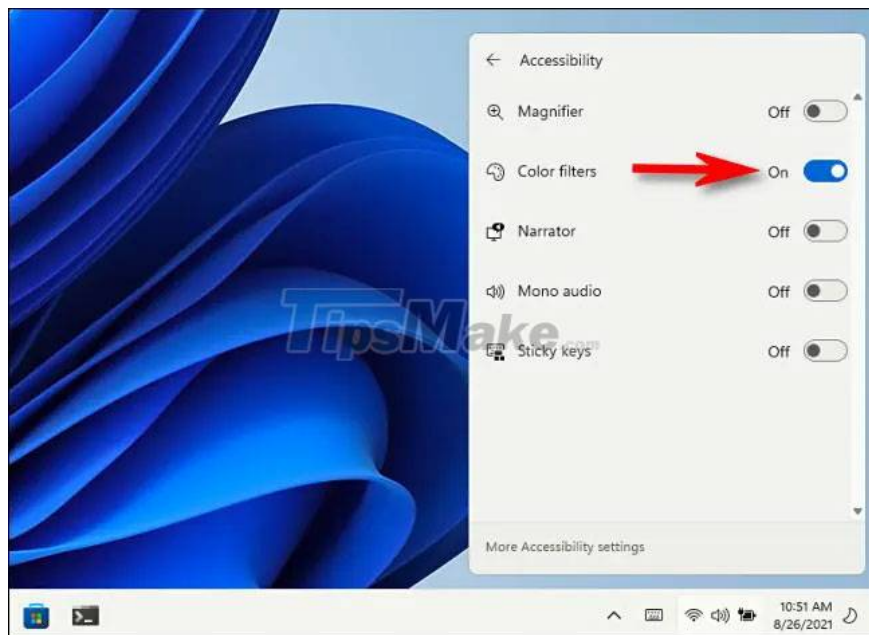 Accessibility
Magnifier Off
Color filters On
Narrator Off
Mono audio Off
TipsMake.com
Sticky keys Off
More Accessibility settings
10:51 AM
8/26/2021